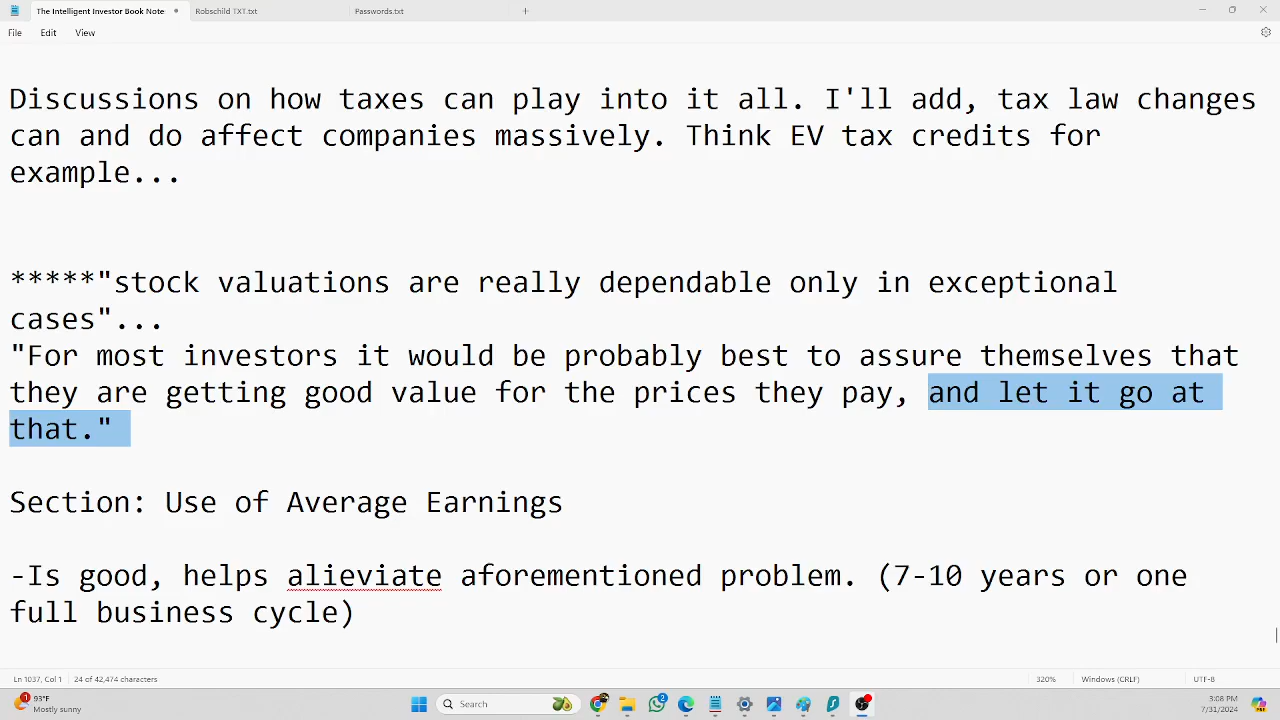 The Intelligent Investor Book Note:
Robschild TXT.txt
Passwords.txt
File Edit View
Discussions on how taxes can play into it all. I'll add, tax law changes
can and do affect companies massively. Think EV tax credits for
example...
*****"stock valuations are really dependable only in exceptional
cases"...
"For most investors it would be probably best to assure themselves that
they are getting good value for the prices they pay, and let it go at
that."
Section: Use of Average Earnings
-Is good, helps alieviate aforementioned problem. (7-10 years or one
full business cycle)
Ln 1037, Col 1 24 of 42,474 characters 320% Windows (CRLF) UTF-8
1 93°F
Mostly sunny
Search
2
3:08 PM
7/31/2024